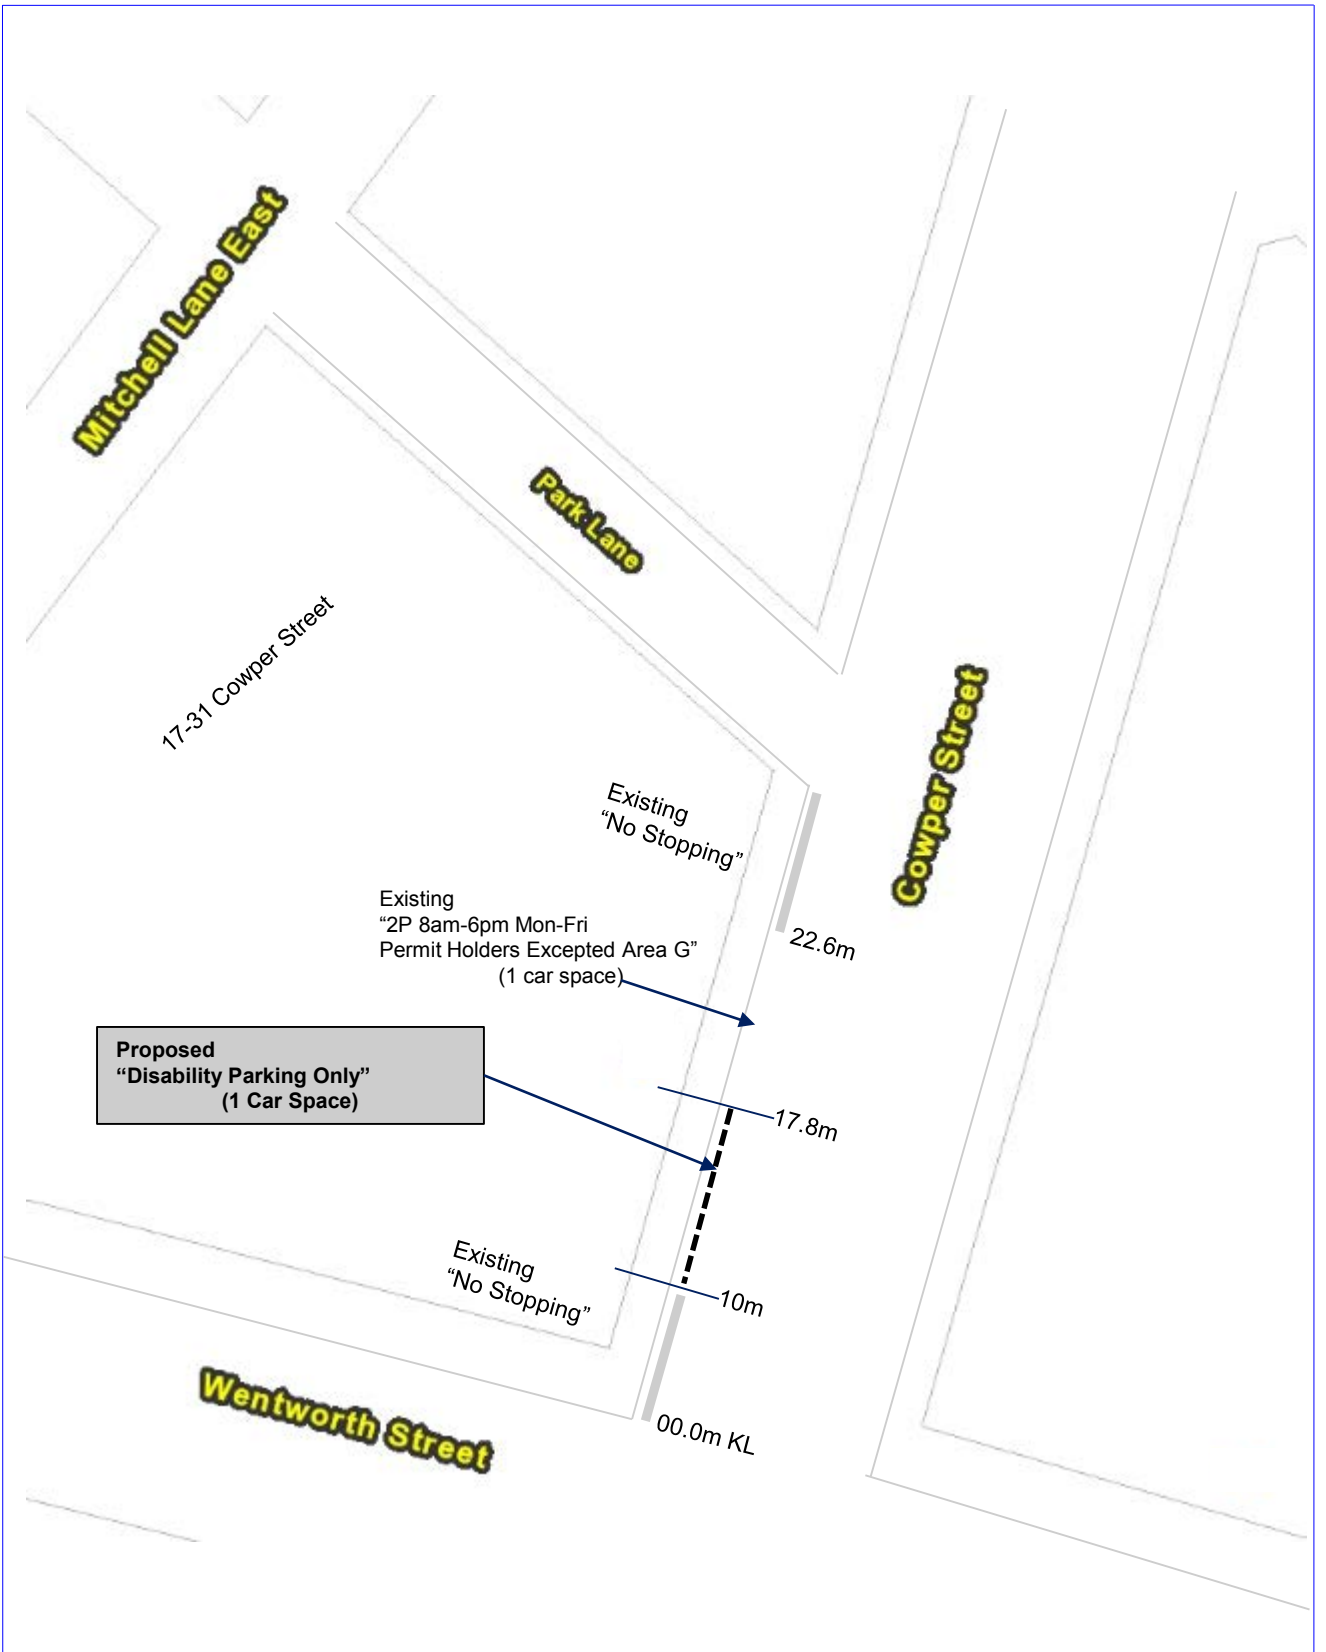 Mitchell Lane East
Park Lane
17-31 Cowper Street
Cowper Street
Existing
“No Stopping”
Existing
“2P 8am-6pm Mon-Fri
Permit Holders Excepted Area G”
(1 car space)
22.6m
Proposed
“Disability Parking Only”
(1 Car Space)
17.8m
Existing
“No Stopping”
10m
Wentworth Street
00.0m KL